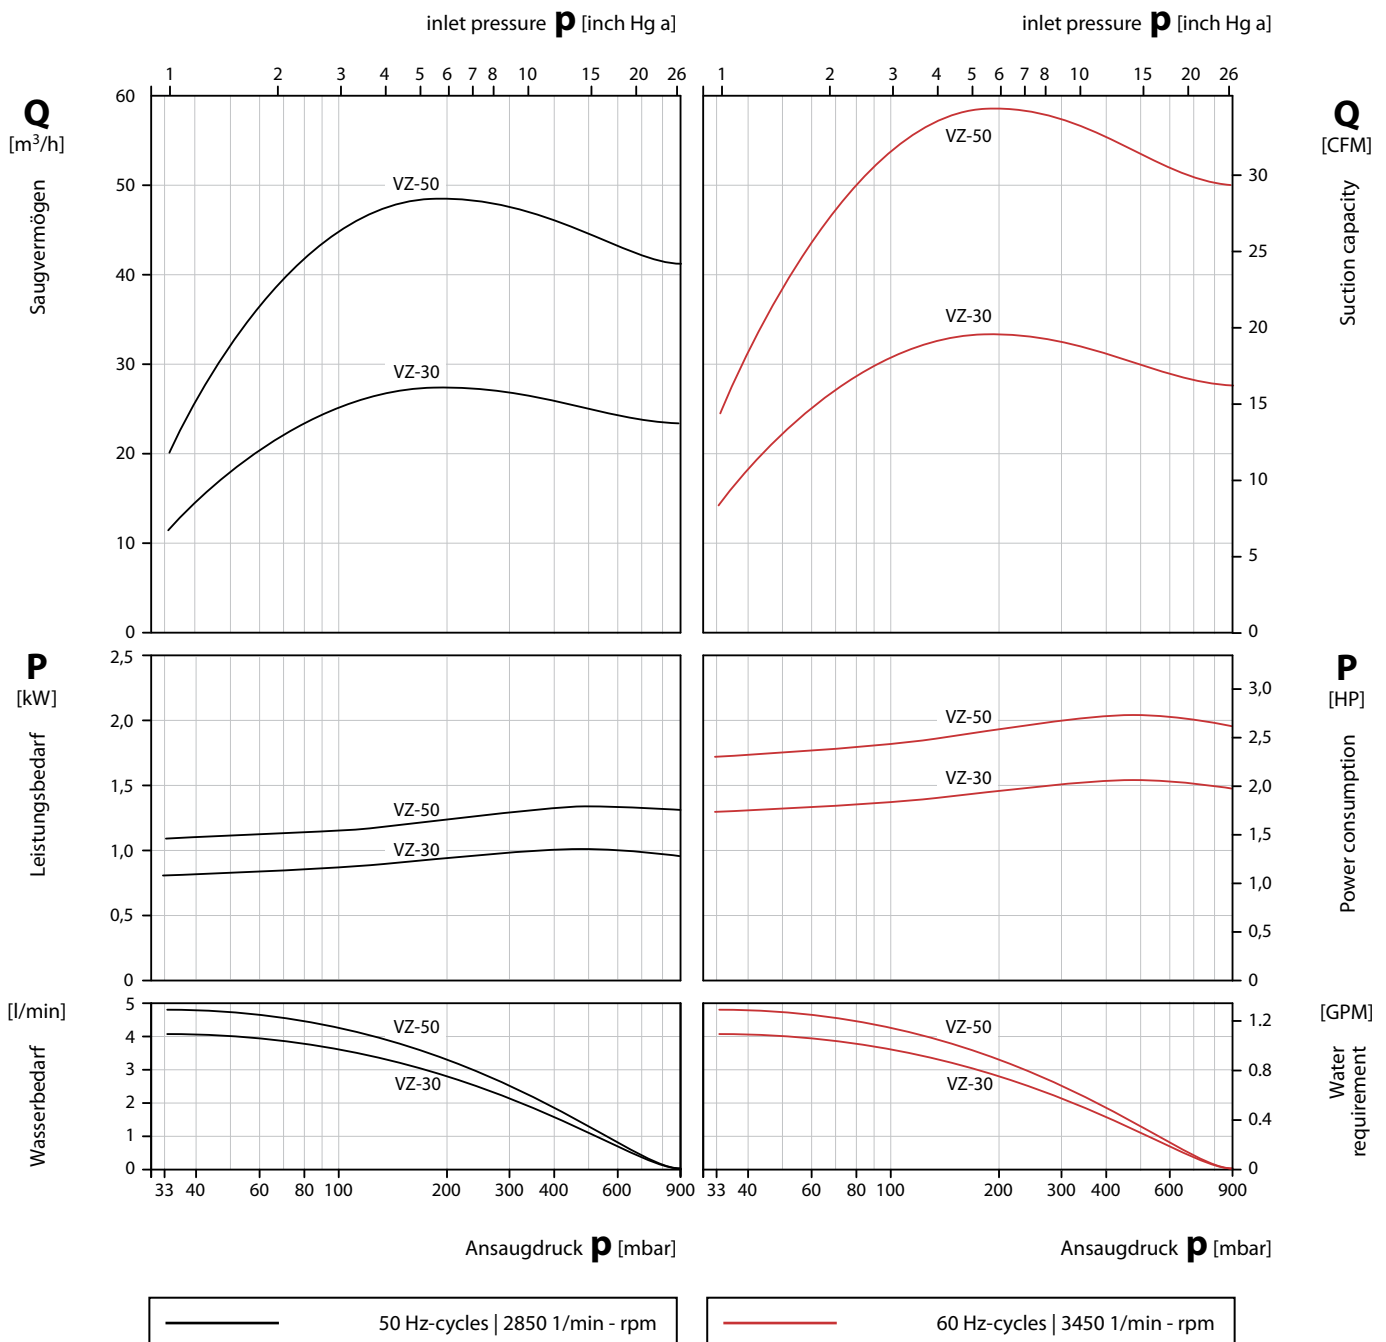 inlet pressure p [inch Hg a] inlet pressure p [inch Hg a]
1 2 3 4 5 6 7 8 10 15 20 26 1 2 3 4 5 6 7 8 10 15 20 26
Q
[m³/h]
Saugvermögen
60
50
40
30
20
10
0
VZ-50
VZ-30
VZ-50
VZ-30
Q
[CFM]
Suction capacity
30
25
20
15
10
5
0
P
[kW]
Leistungsbedarf
2,5
2,0
1,5
1,0
0,5
0
VZ-50
VZ-30
VZ-50
VZ-30
P
[HP]
Power consumption
3,0
2,5
2,0
1,5
1,0
0,5
0
[l/min]
Wasserbedarf
5
4
3
2
1
0
VZ-50
VZ-30
VZ-50
VZ-30
[GPM]
Water
requirement
1.2
0.8
0.4
0
33 40 60 80 100 200 300 400 600 900 33 40 60 80 100 200 300 400 600 900
Ansaugdruck p [mbar] Ansaugdruck p [mbar]
50 Hz-cycles | 2850 1/min - rpm
60 Hz-cycles | 3450 1/min - rpm